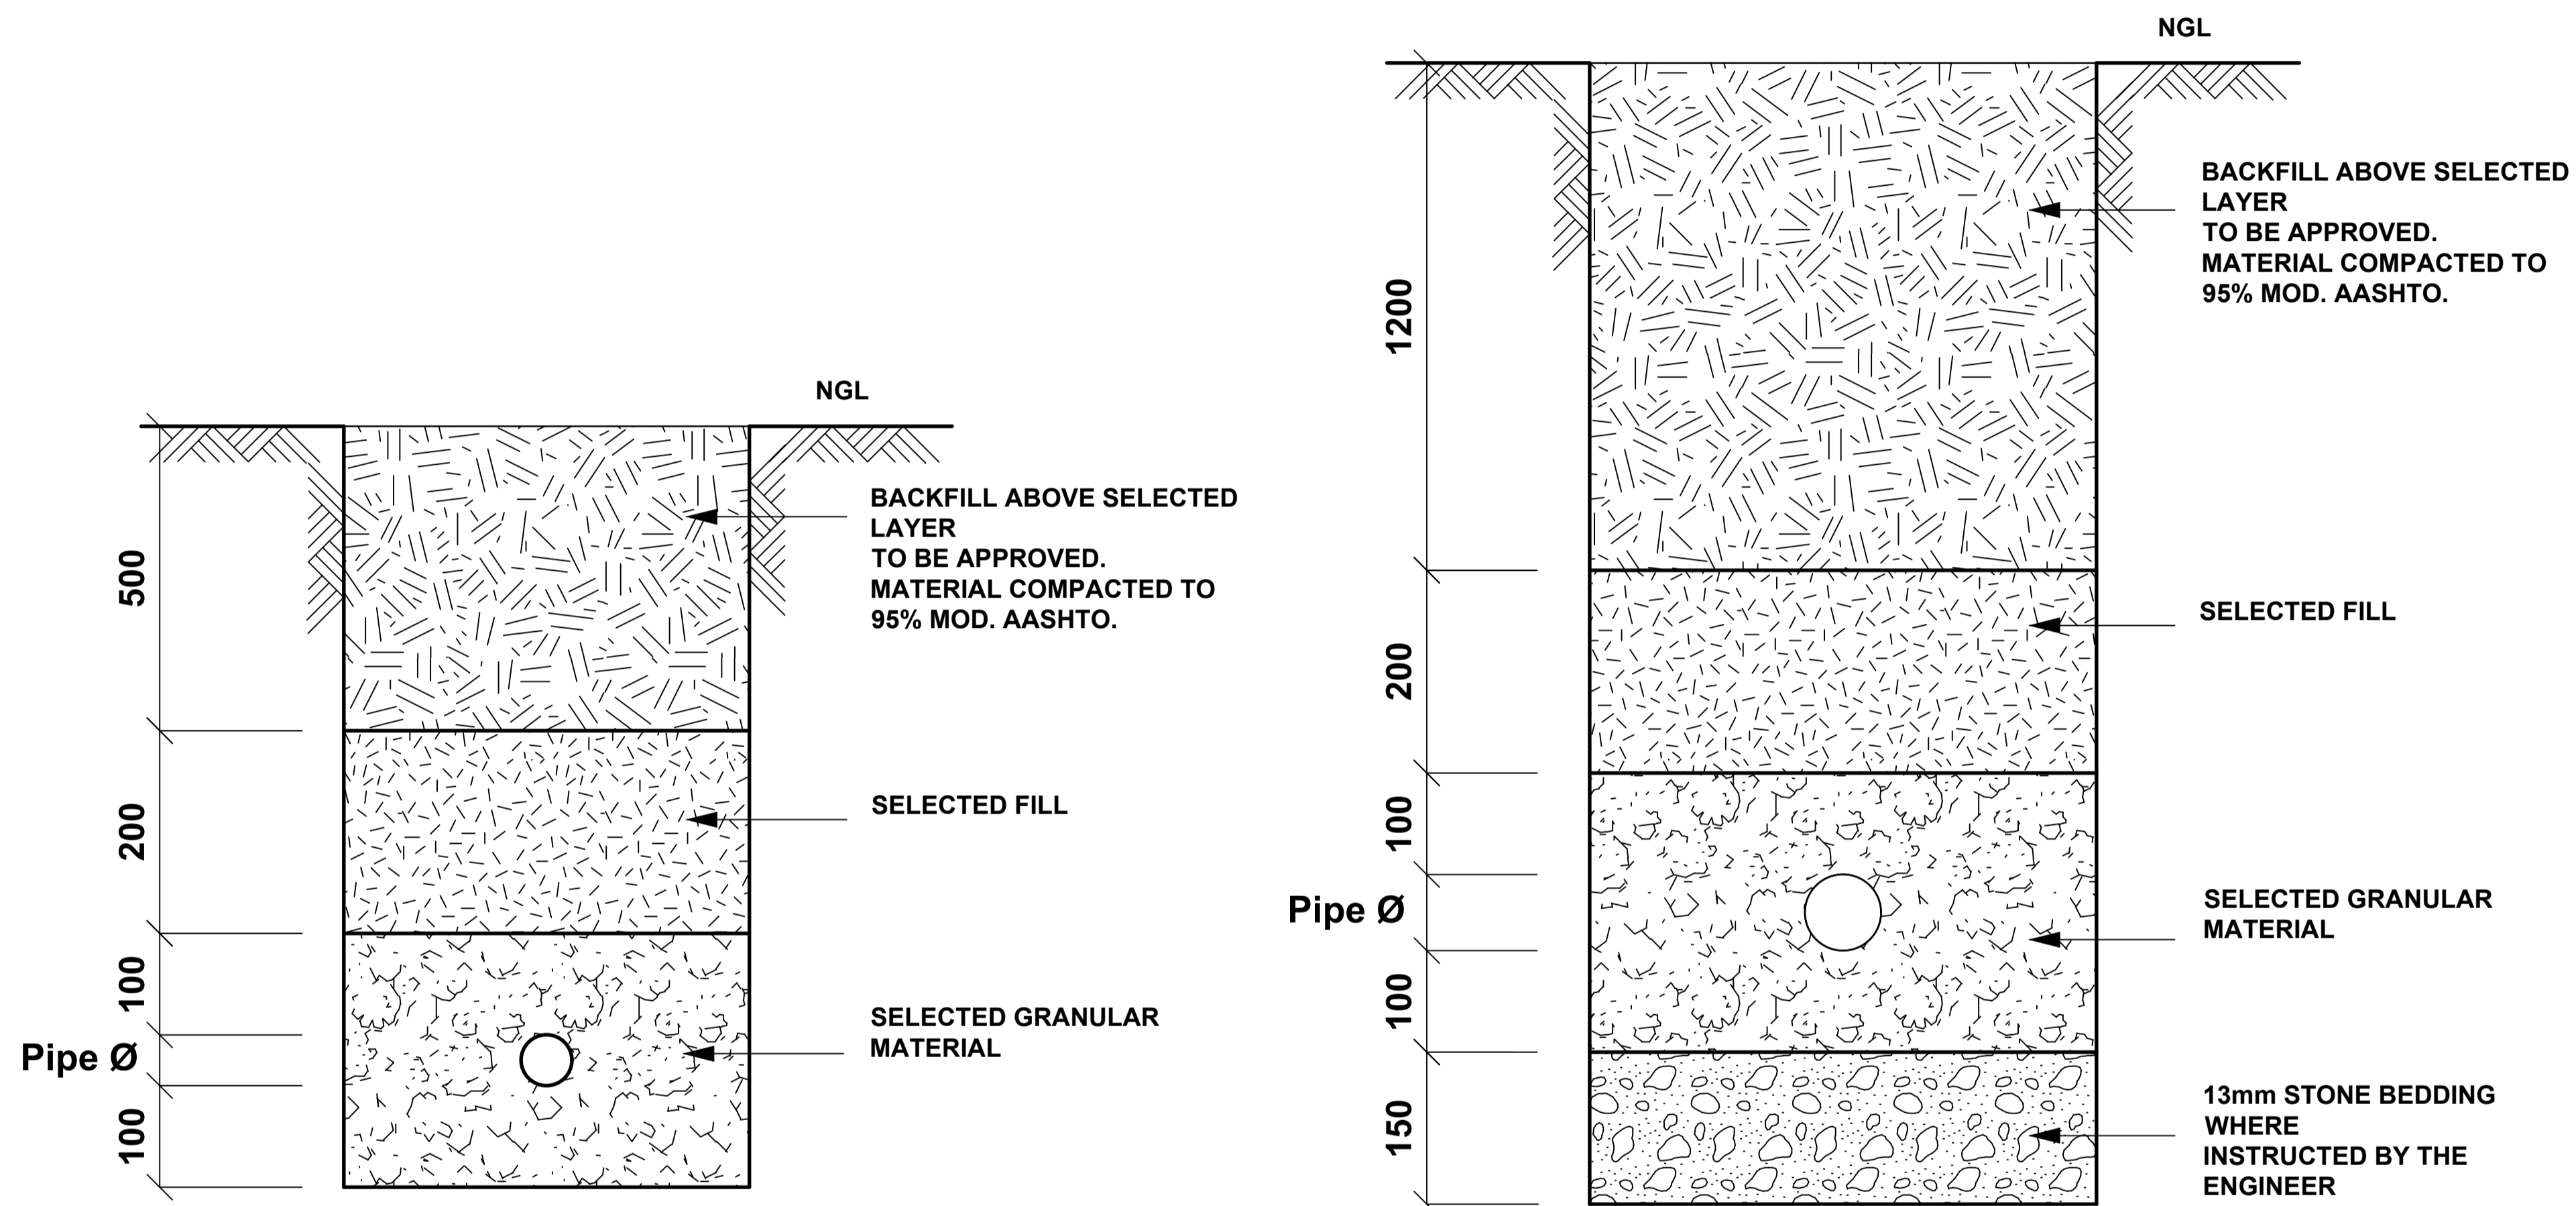 NGL
BACKFILL ABOVE SELECTED
LAYER
TO BE APPROVED.
MATERIAL COMPACTED TO
95% MOD. AASHTO.
500
SELECTED FILL
200
100
SELECTED GRANULAR
MATERIAL
Pipe Ø
100
NGL
BACKFILL ABOVE SELECTED
LAYER
TO BE APPROVED.
MATERIAL COMPACTED TO
95% MOD. AASHTO.
1200
SELECTED FILL
200
100
SELECTED GRANULAR
MATERIAL
Pipe Ø
100
13mm STONE BEDDING
WHERE
INSTRUCTED BY THE
ENGINEER
150